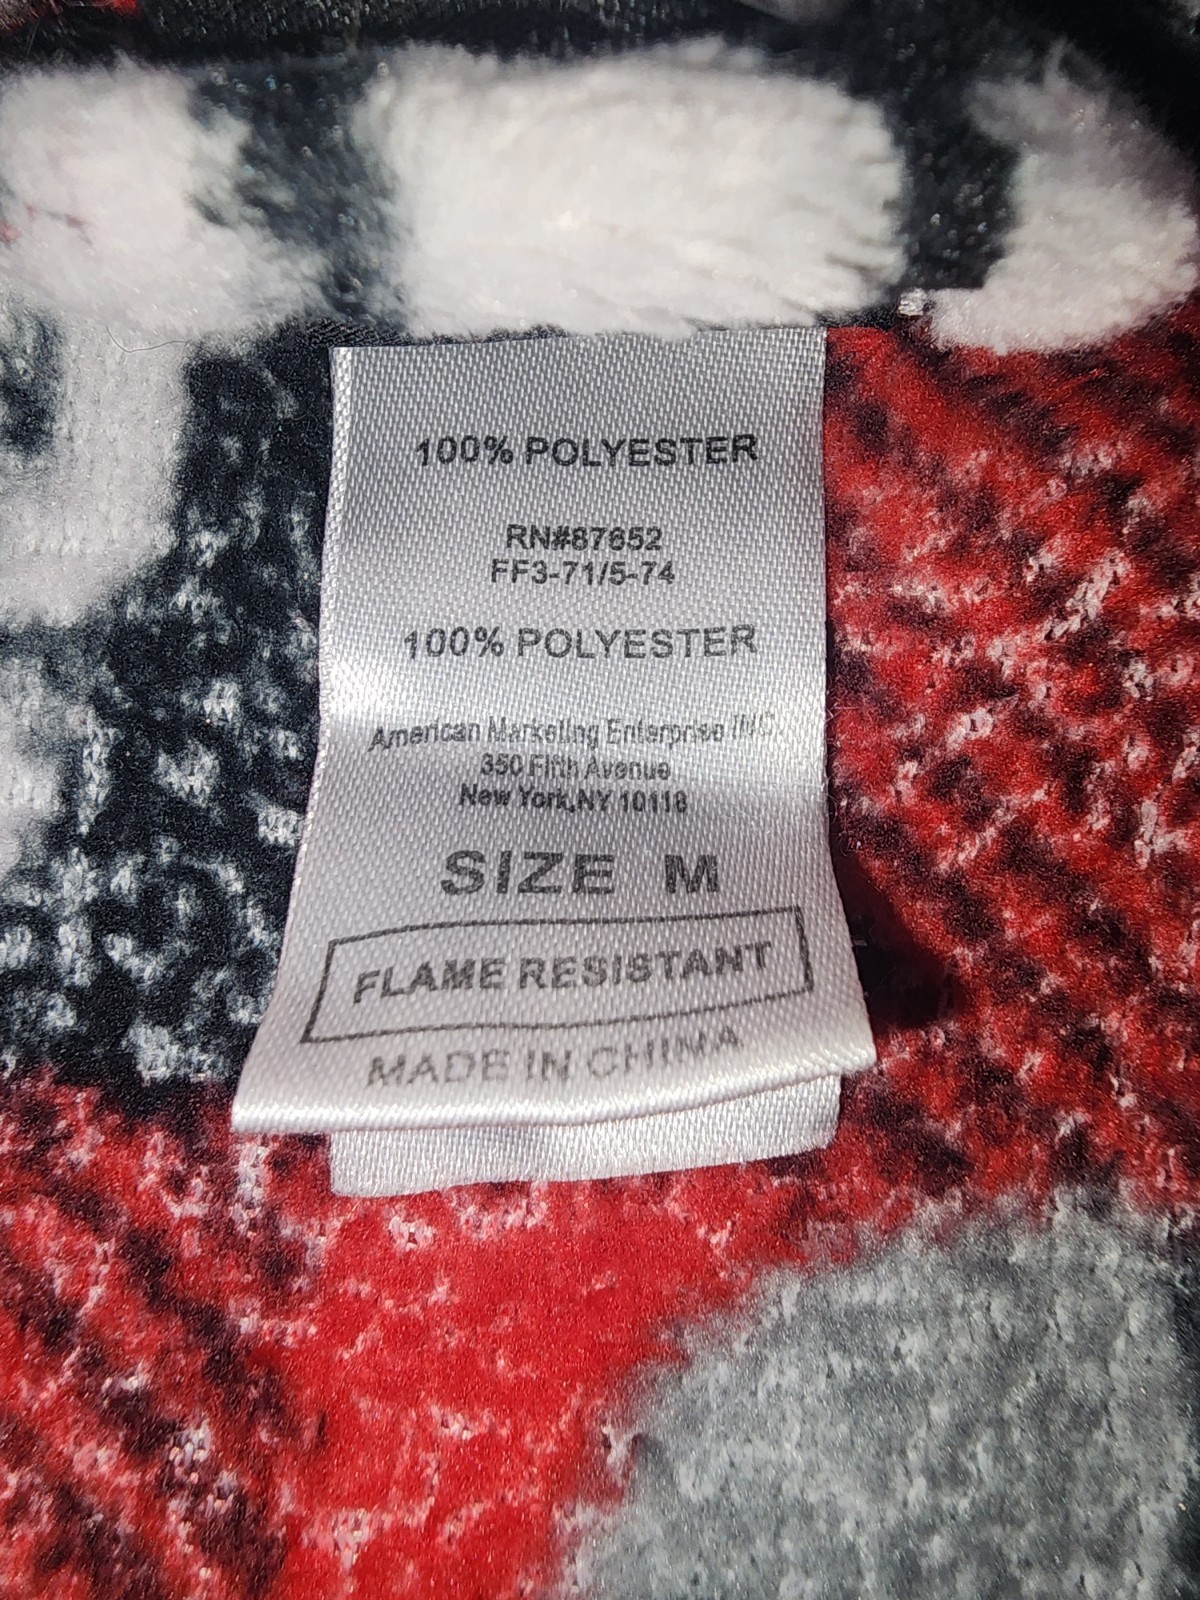 100% POLYESTER
RN#87652
FF3-71/5-74
100% POLYESTER
American Marketing Enterprise INC.
350 Fifth Avenue
New York,NY 10118
SIZE M
FLAME RESISTANT
MADE IN CHINA